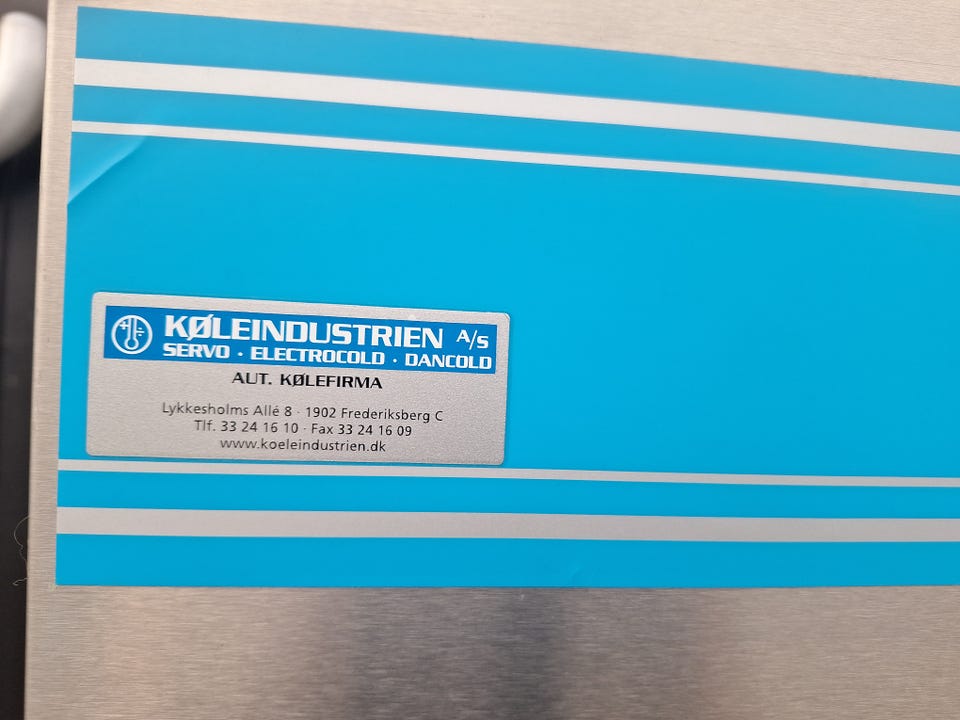 KØLEINDUSTRIEN A/S
SERVO · ELECTROCOLD · DANCOLD
AUT. KØLEFIRMA
Lykkesholms Allé 8 · 1902 Frederiksberg C
Tlf. 33 24 16 10 · Fax 33 24 16 09
www.koeleindustrien.dk